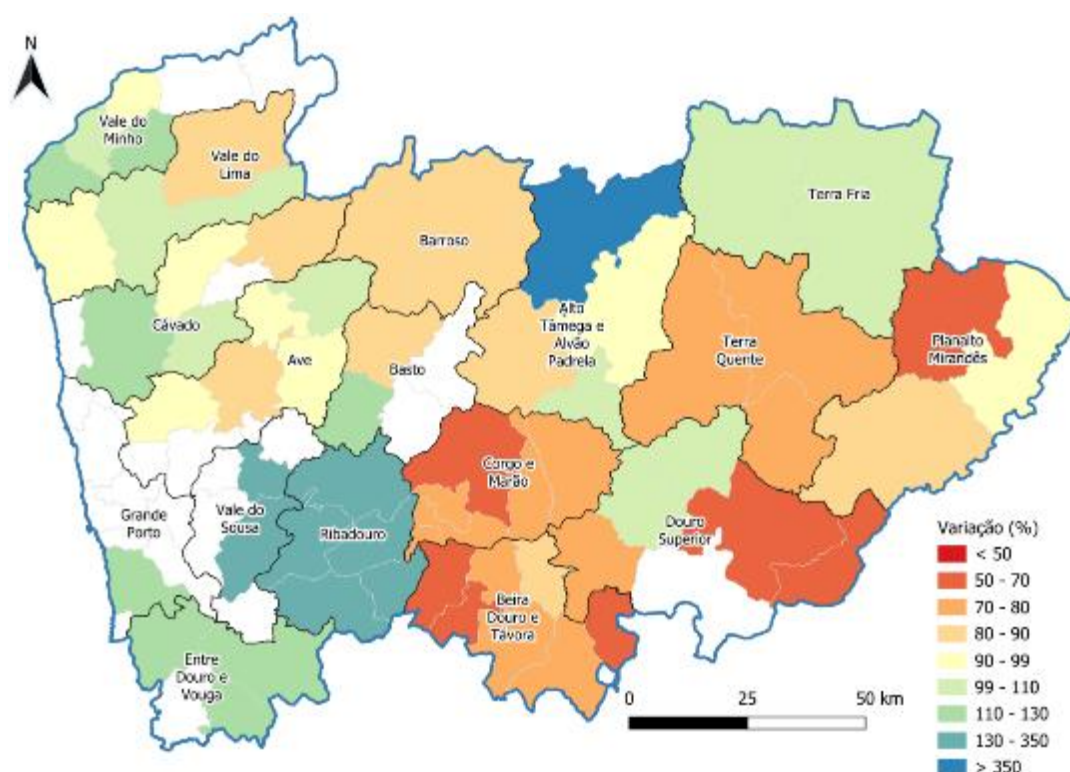 N
Vale do
Minho
Vale do
Lima
Terra Fria
Barroso
Cávado
Alto
Tâmega e
Alvão
Padrela
Terra
Quente
Planalto
Mirandês
Ave
Basto
Corgo e
Marão
Grande
Porto
Vale do
Sousa
Ribadouro
Douro
Superior
Beira
Douro e
Távora
Entre
Douro e
Vouga
0 25 50 km
Variação (%)
< 50
50 - 70
70 - 80
80 - 90
90 - 99
99 - 110
110 - 130
130 - 350
> 350